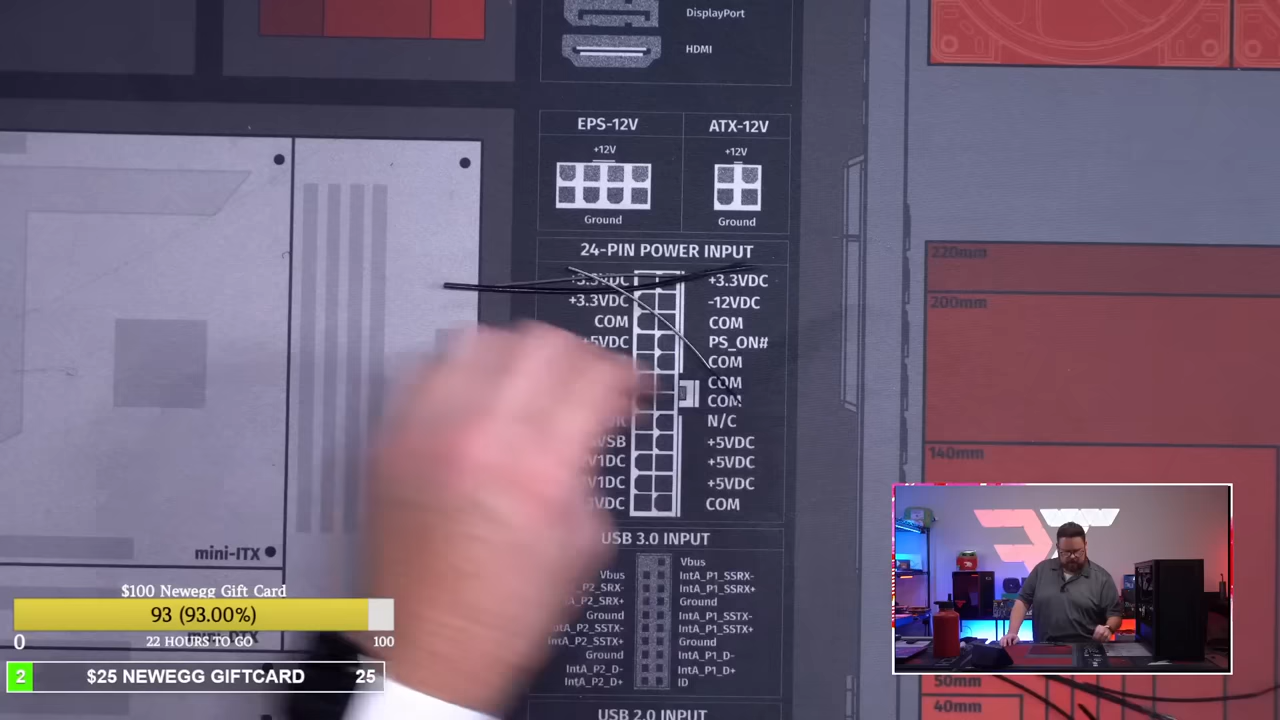 DisplayPort
HDMI
EPS-12V
ATX-12V
+12V
+12V
Ground
Ground
24-PIN POWER INPUT
+3.3VDC
+3.3VDC
+3.3VDC
-12VDC
COM
COM
+5VDC
PS_ON#
COM
COM
COM
N/C
+5VDC
+5VDC
+5VDC
COM
220mm
200mm
140mm
50mm
40mm
mini-ITX
USB 3.0 INPUT
Vbus
Vbus
IntA_P1_SSRX-
IntA_P1_SSRX+
Ground
Ground
IntA_P1_SSTX-
IntA_P1_SSTX+
Ground
Ground
IntA_P1_D-
IntA_P2_D-
IntA_P1_D+
IntA_P2_D+
ID
USB 2.0 INPUT
$100 Newegg Gift Card
93 (93.00%)
0
22 HOURS TO GO
100
2
$25 NEWEGG GIFTCARD
25